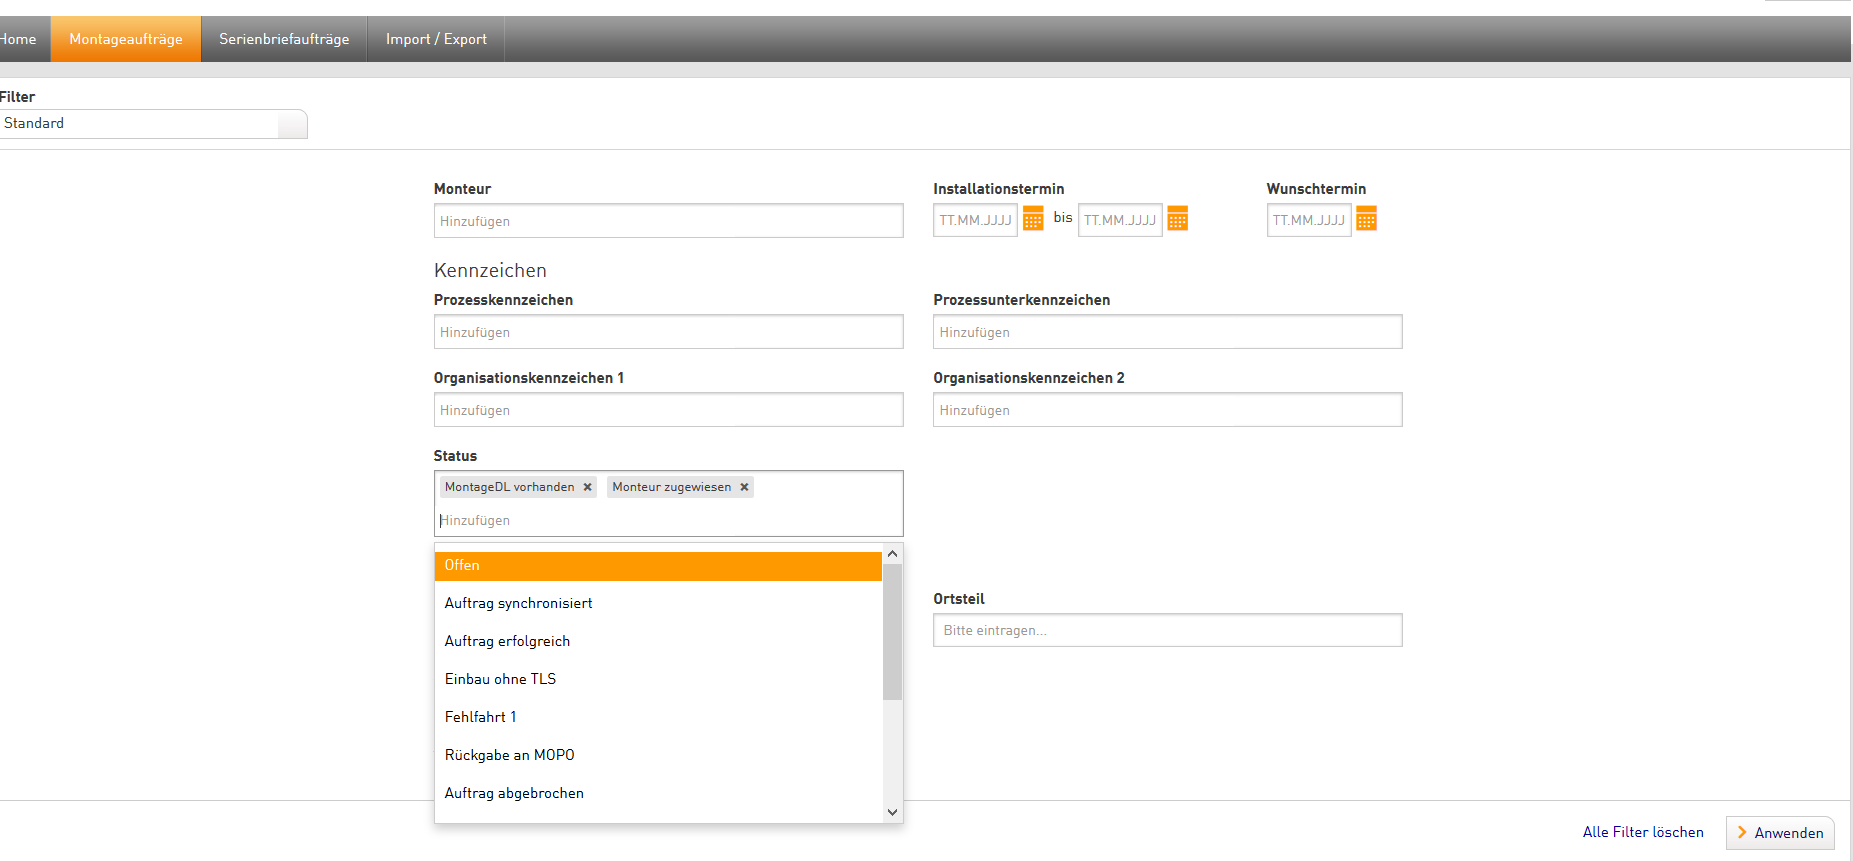 Home Montageaufträge Serienbriefaufträge Import / Export
Filter
Standard
Monteur Installationstermin Wunschtermin
Hinzufügen TT.MM.JJJJ bis TT.MM.JJJJ TT.MM.JJJJ
Kennzeichen
Prozesskennzeichen Prozessunterkennzeichen
Hinzufügen Hinzufügen
Organisationskennzeichen 1 Organisationskennzeichen 2
Hinzufügen Hinzufügen
Status
MontageDL vorhanden × Monteur zugewiesen ×
Hinzufügen
Offen
Auftrag synchronisiert
Ortsteil
Auftrag erfolgreich
Bitte eintragen...
Einbau ohne TLS
Fehlfahrt 1
Rückgabe an MOPO
Auftrag abgebrochen
Alle Filter löschen Anwenden